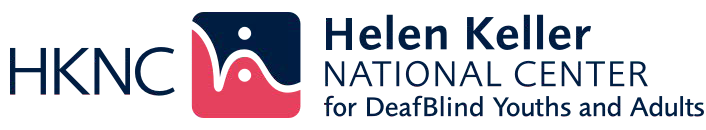 HKNC
Helen Keller
NATIONAL CENTER
for DeafBlind Youths and Adults